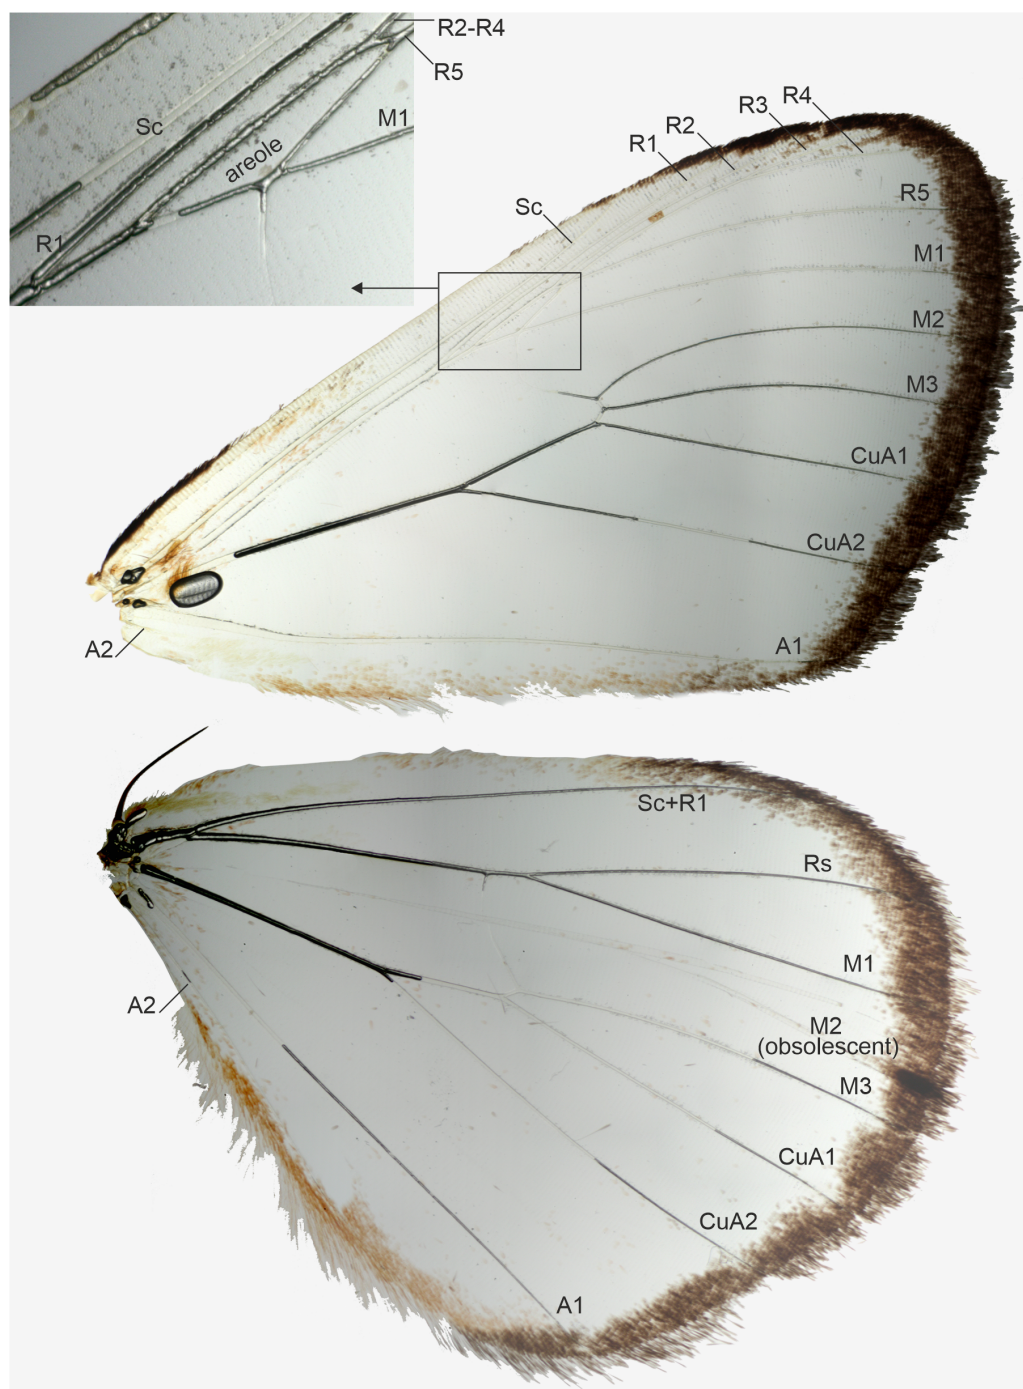 R2-R4
R5
Sc
M1
areole
R1
R4
R3
R2
R1
Sc
R5
M1
M2
M3
CuA1
CuA2
A1
A2
Sc+R1
Rs
M1
A2
M2
(obsolescent)
M3
CuA1
CuA2
A1